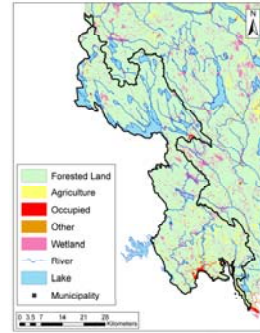 N
Forested Land
Agriculture
Occupied
Other
Wetland
River
Lake
Municipality
0 3.5 7 14 21 28
Kilometers